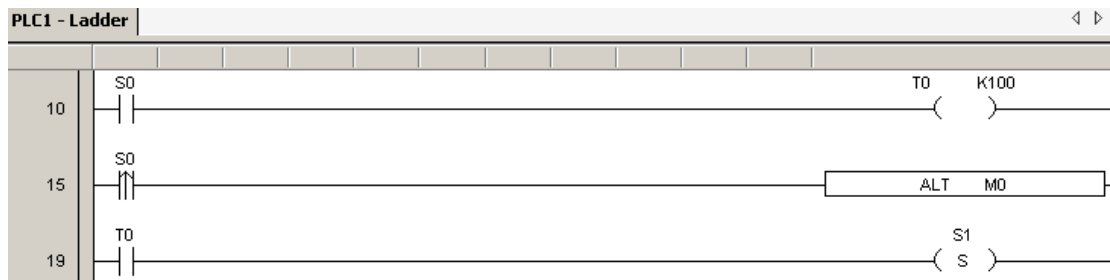 PLC1 - Ladder
S0 T0 K100
10
S0
15 ALT M0
T0 S1
19 S